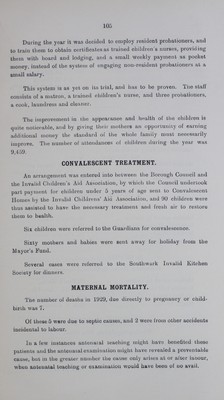 105
During the year it was decided to employ resident probationers, and
to train them to obtain certificates as trained children's nurses, providing
them with board and lodging, and a small weekly payment as pocket
money, instead of the system of engaging non-resident probationers at a
small salary.
This system is as yet on its trial, and has to be proven. The staff
consists of a matron, a trained children's nurse, and three probationers,
a cook, laundress and cleaner.
The improvement in the appearance and health of the children is
quite noticeable, and by giving their mothers an opportunity of earning
additional money the standard of the whole family must necessarily
improve. The number of attendances of children during the year was
9,459.
CONVALESCENT TREATMENT.
An arrangement was entered into between the Borough Council and
the Invalid Children's Aid Association, by which the Council undertook
part payment for children under 5 years of age sent to Convalescent
Homes by the Invalid Childrens' Aid Association, and 90 children were
thus assisted to have the necessary treatment and fresh air to restore
them to health.
Six children were referred to the Guardians for convalescence.
Sixty mothers and babies were sent away for holiday from the
Mayor's Fund.
Several cases were referred to the Southwark Invalid Kitchen
Society for dinners.
MATERNAL MORTALITY.
The number of deaths in 1929, due directly to pregnancy or child-
birth was 7.
Of these 5 were due to septic causes, and 2 were from other accidents
incidental to labour.
In a few instances antenatal teaching might have benefited these
patients and the antenatal examination might have revealed a preventable
cause, but in the greater number the cause only arises at or after labour,
when antenatal teaching or examination would have been of no avail.